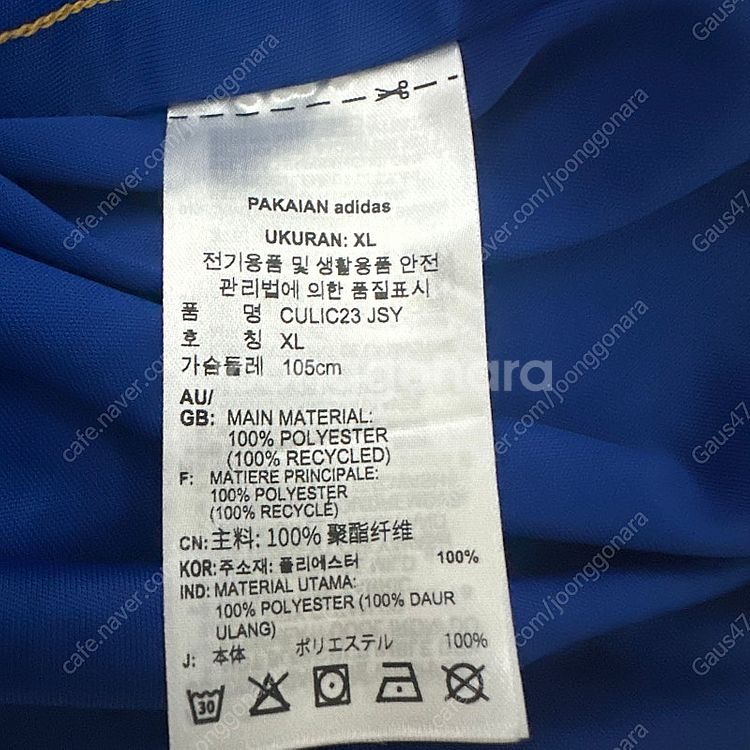 PAKAIAN adidas
UKURAN: XL
전기용품 및 생활용품 안전
관리법에 의한 품질표시
품 명 CULIC23 JSY
호 칭 XL
가슴둘레 105cm
AU/
GB: MAIN MATERIAL:
100% POLYESTER
(100% RECYCLED)
F: MATIERE PRINCIPALE:
100% POLYESTER
(100% RECYCLÉ)
CN: 主料: 100% 聚酯纤维
KOR: 주소재: 폴리에스터 100%
IND: MATERIAL UTAMA:
100% POLYESTER (100% DAUR
ULANG)
J: 本体 ポリエステル 100%
30
cafe.naver.com/joonggonara
Gaus47
joonggonara